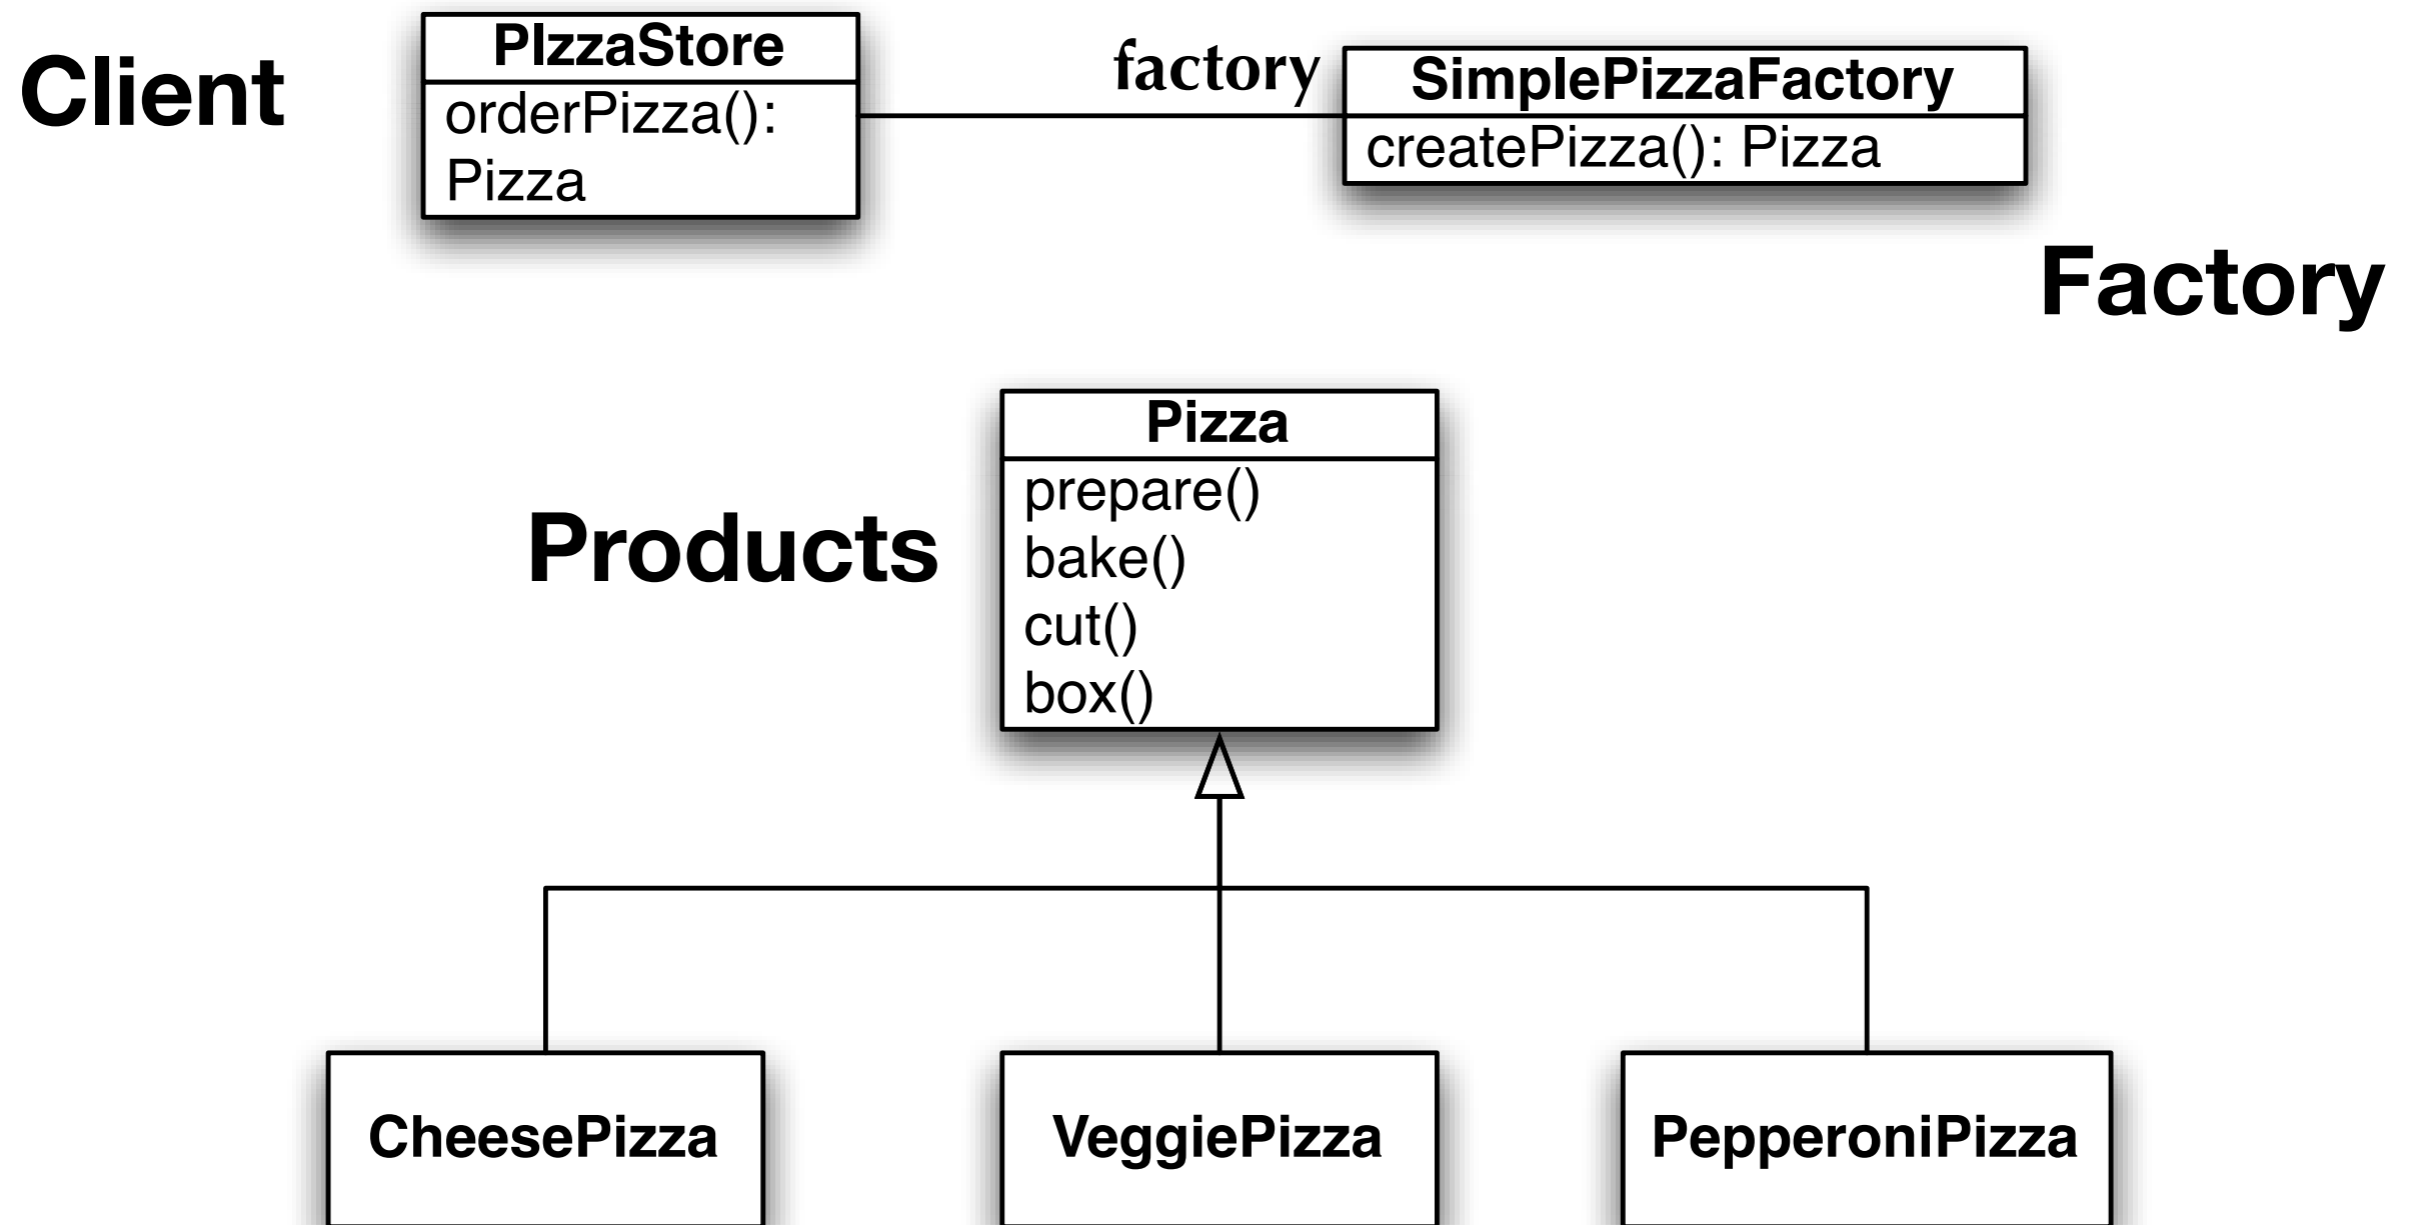 Client
PIzzaStore
orderPizza():
Pizza
factory
SimplePizzaFactory
createPizza(): Pizza
Factory
Products
Pizza
prepare()
bake()
cut()
box()
CheesePizza
VeggiePizza
PepperoniPizza